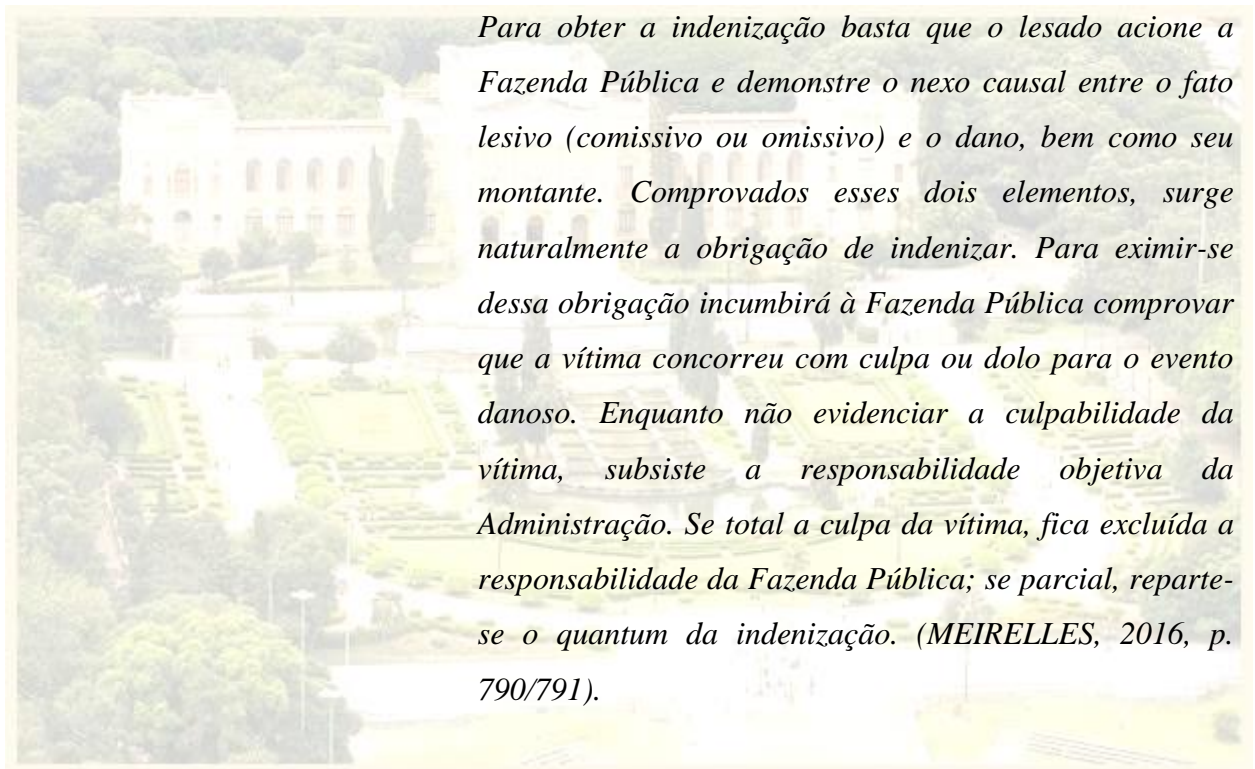 Para obter a indenização basta que o lesado acione a
Fazenda Pública e demonstre o nexo causal entre o fato
lesivo (comissivo ou omissivo) e o dano, bem como seu
montante. Comprovados esses dois elementos, surge
naturalmente a obrigação de indenizar. Para eximir-se
dessa obrigação incumbirá à Fazenda Pública comprovar
que a vítima concorreu com culpa ou dolo para o evento
danoso. Enquanto não evidenciar a culpabilidade da
vítima, subsiste a responsabilidade objetiva da
Administração. Se total a culpa da vítima, fica excluída a
responsabilidade da Fazenda Pública; se parcial, reparte-
se o quantum da indenização. (MEIRELLES, 2016, p.
790/791).